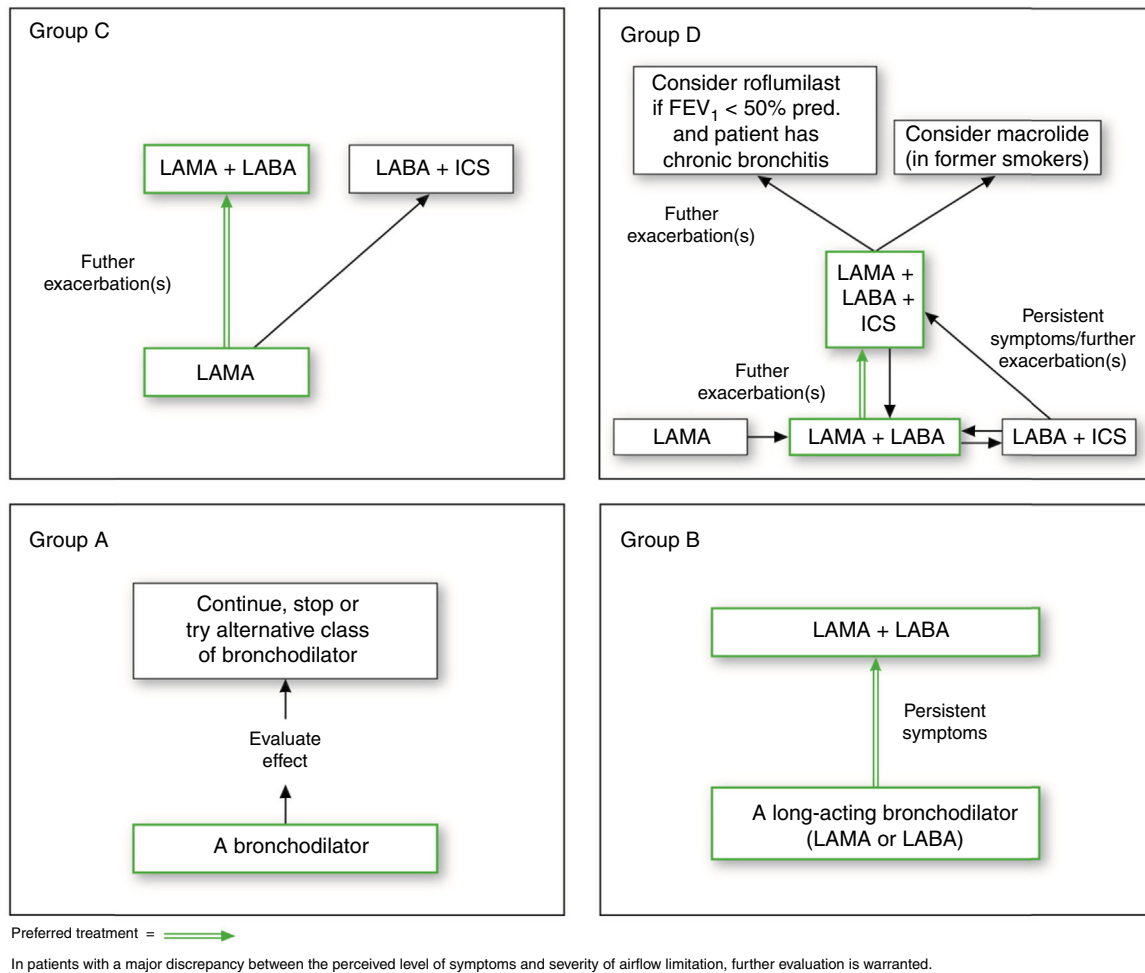 Group C
LAMA + LABA
LABA + ICS
Futher
exacerbation(s)
LAMA
Group D
Consider roflumilast
if FEV1 < 50% pred.
and patient has
chronic bronchitis
Consider macrolide
(in former smokers)
Futher
exacerbation(s)
LAMA +
LABA +
ICS
Persistent
symptoms/further
exacerbation(s)
Futher
exacerbation(s)
LAMA
LAMA + LABA
LABA + ICS
Group A
Continue, stop or
try alternative class
of bronchodilator
Evaluate
effect
A bronchodilator
Group B
LAMA + LABA
Persistent
symptoms
A long-acting bronchodilator
(LAMA or LABA)
Preferred treatment =
In patients with a major discrepancy between the perceived level of symptoms and severity of airflow limitation, further evaluation is warranted.